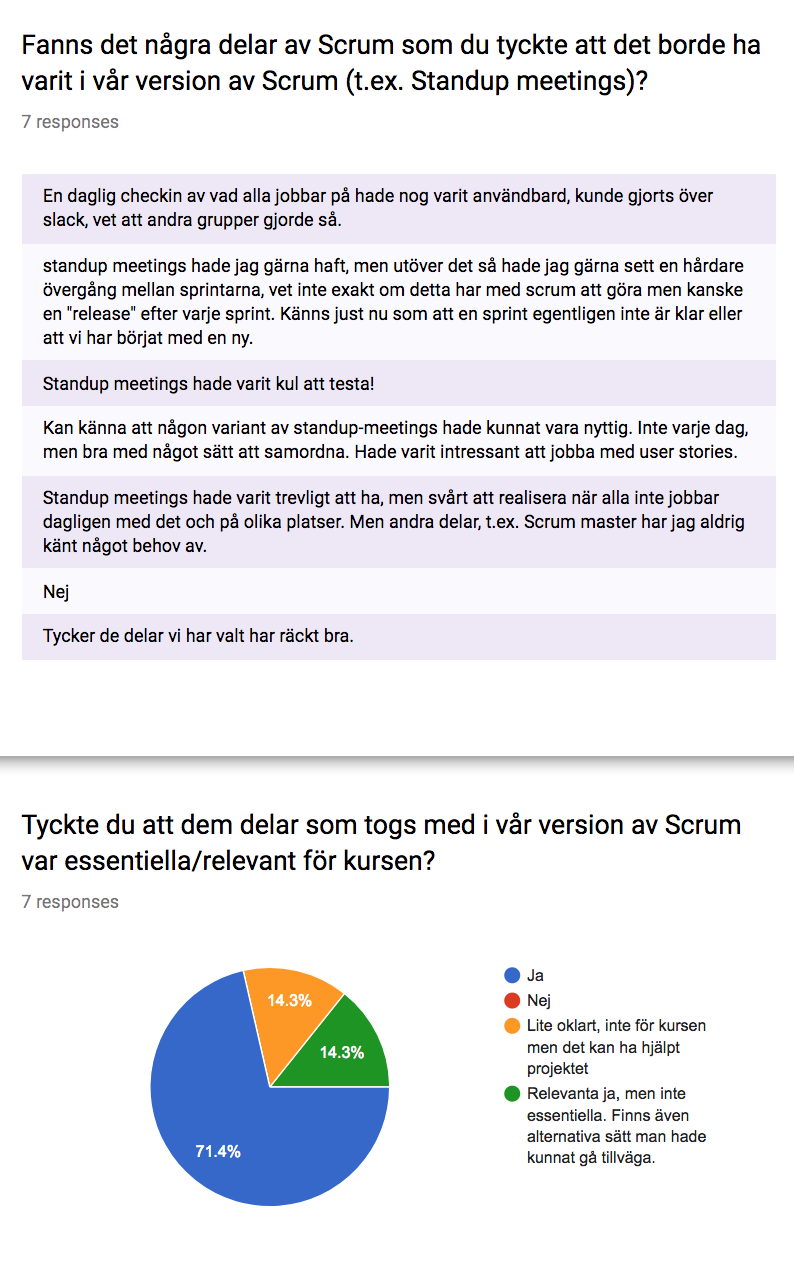 Fanns det några delar av Scrum som du tyckte att det borde ha
varit i vår version av Scrum (t.ex. Standup meetings)?
7 responses
En daglig checkin av vad alla jobbar på hade nog varit användbard, kunde gjorts över
slack, vet att andra grupper gjorde så.
standup meetings hade jag gärna haft, men utöver det så hade jag gärna sett en hårdare
övergång mellan sprintarna, vet inte exakt om detta har med scrum att göra men kanske
en "release" efter varje sprint. Känns just nu som att en sprint egentligen inte är klar eller
att vi har börjat med en ny.
Standup meetings hade varit kul att testa!
Kan känna att någon variant av standup-meetings hade kunnat vara nyttig. Inte varje dag,
men bra med något sätt att samordna. Hade varit intressant att jobba med user stories.
Standup meetings hade varit trevligt att ha, men svårt att realisera när alla inte jobbar
dagligen med det och på olika platser. Men andra delar, t.ex. Scrum master har jag aldrig
känt något behov av.
Nej
Tycker de delar vi har valt har räckt bra.
Tyckte du att dem delar som togs med i vår version av Scrum
var essentiella/relevant för kursen?
7 responses
14.3%
14.3%
71.4%
Ja
Nej
Lite oklart, inte för kursen
men det kan ha hjälpt
projektet
Relevanta ja, men inte
essentiella. Finns även
alternativa sätt man hade
kunnat gå tillväga.